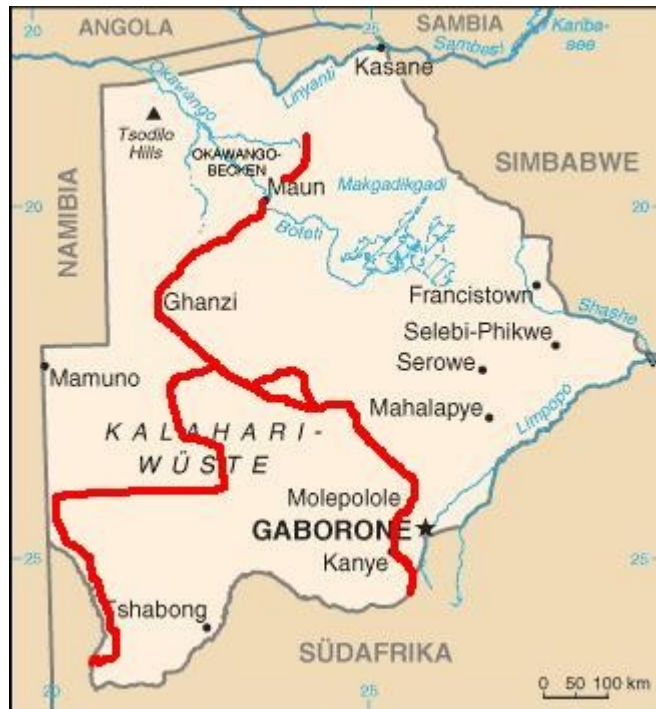 20
ANGOLA
25
SAMBIA
Kariba-
see
Sambesi
Kasane
Linyanti
Okawango
Tsodilo
Hills
OKAWANGO-
BECKEN
SIMBABWE
NAMIBIA
Maun
Makgadikgadi
20
20
Boteti
Ghanzi
Francistown
Shashe
Selebi-Phikwe
Serowe
Mamuno
Mahalapye
Limpopo
KALAHARI-
WÜSTE
Molepolole
GABORONE
25
Kanye
25
Tshabong
SÜDAFRIKA
20
25
0 50 100 km